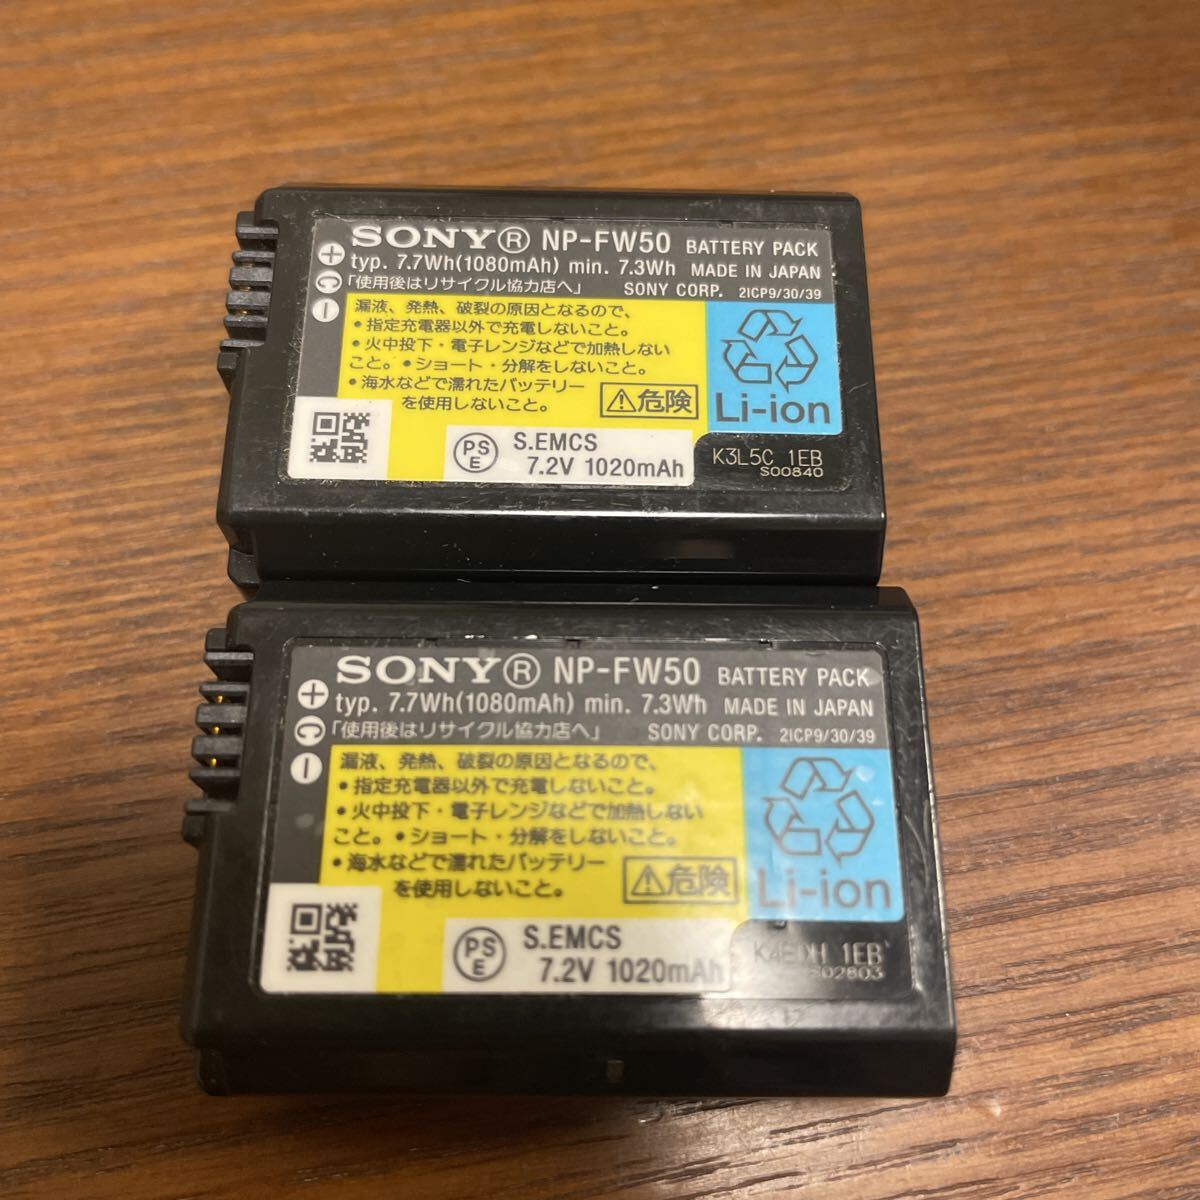 SONY® NP-FW50 BATTERY PACK
typ. 7.7Wh(1080mAh) min. 7.3Wh MADE IN JAPAN
「使用後はリサイクル協力店へ」 SONY CORP. 2ICP9/30/39
+
C
−
漏液、発熱、破裂の原因となるので、
•指定充電器以外で充電しないこと。
•火中投下・電子レンジなどで加熱しない
こと。•ショート・分解をしないこと。
•海水などで濡れたバッテリー
を使用しないこと。
⚠危険
Li-ion
PS
E
S.EMCS
7.2V 1020mAh
K3L5C 1EB
S00840
SONY® NP-FW50 BATTERY PACK
typ. 7.7Wh(1080mAh) min. 7.3Wh MADE IN JAPAN
「使用後はリサイクル協力店へ」 SONY CORP. 2ICP9/30/39
+
C
−
漏液、発熱、破裂の原因となるので、
•指定充電器以外で充電しないこと。
•火中投下・電子レンジなどで加熱しない
こと。•ショート・分解をしないこと。
•海水などで濡れたバッテリー
を使用しないこと。
⚠危険
Li-ion
PS
E
S.EMCS
7.2V 1020mAh
1EB